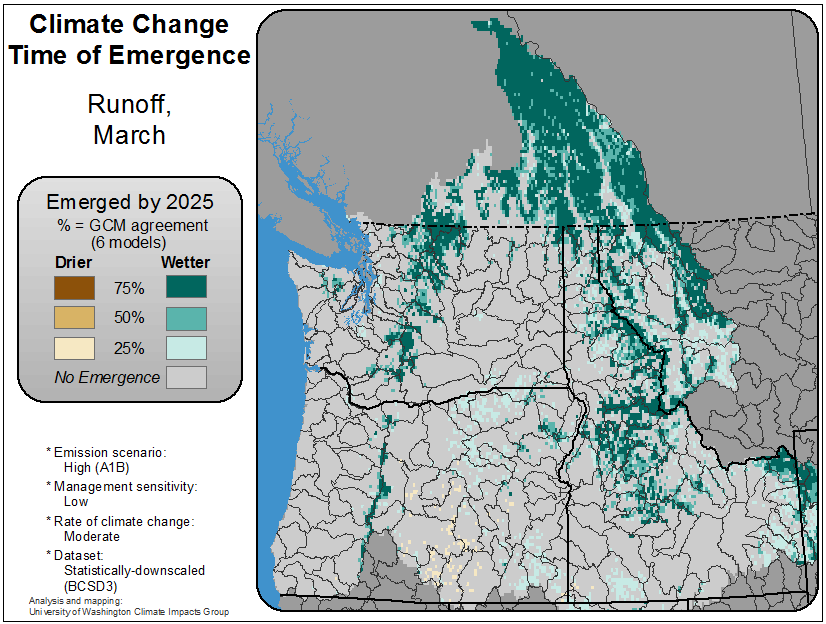 Climate Change
Time of Emergence
Runoff,
March
Emerged by 2025
% = GCM agreement
(6 models)
Drier Wetter
75%
50%
25%
No Emergence
* Emission scenario:
High (A1B)
* Management sensitivity:
Low
* Rate of climate change:
Moderate
* Dataset:
Statistically-downscaled
(BCSD3)
Analysis and mapping:
University of Washington Climate Impacts Group